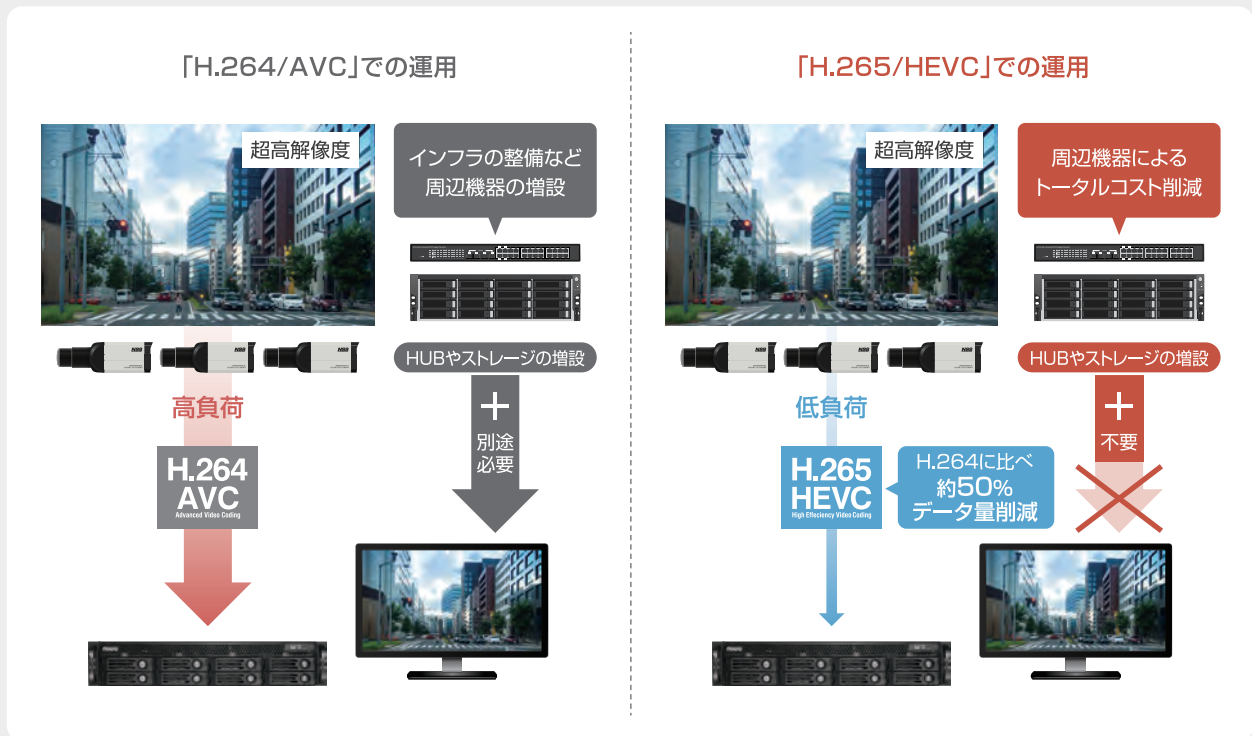 「H.264/AVC」での運用
超高解像度
インフラの整備など
周辺機器の増設
HUBやストレージの増設
高負荷
+
別途
必要
H.264
AVC
Advanced Video Coding
「H.265/HEVC」での運用
超高解像度
周辺機器による
トータルコスト削減
HUBやストレージの増設
低負荷
+
不要
H.265
HEVC
High Effeciency Video Coding
H.264に比べ
約50%
データ量削減